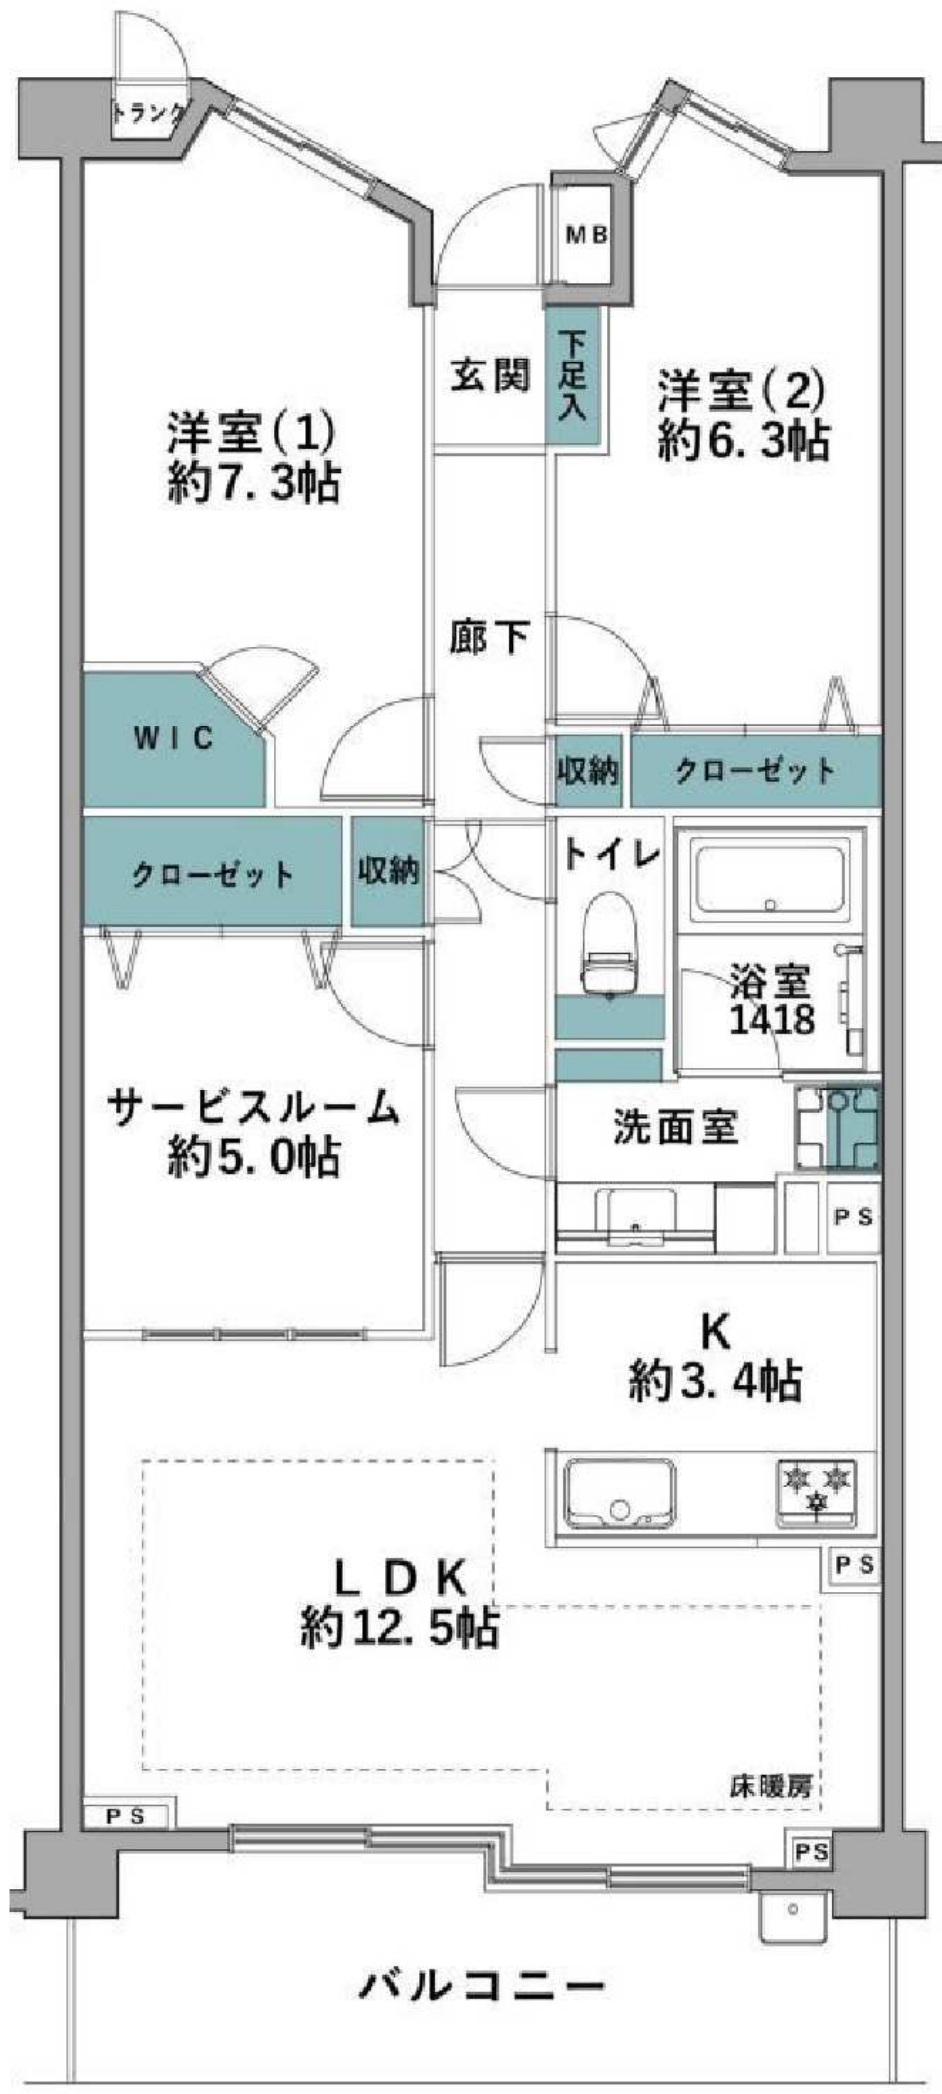 トランク
MB
玄関
下足入
洋室(1)
約7.3帖
洋室(2)
約6.3帖
廊下
WIC
収納
クローゼット
クローゼット
収納
トイレ
浴室
1418
サービスルーム
約5.0帖
洗面室
PS
K
約3.4帖
LDK
約12.5帖
PS
床暖房
PS
PS
バルコニー